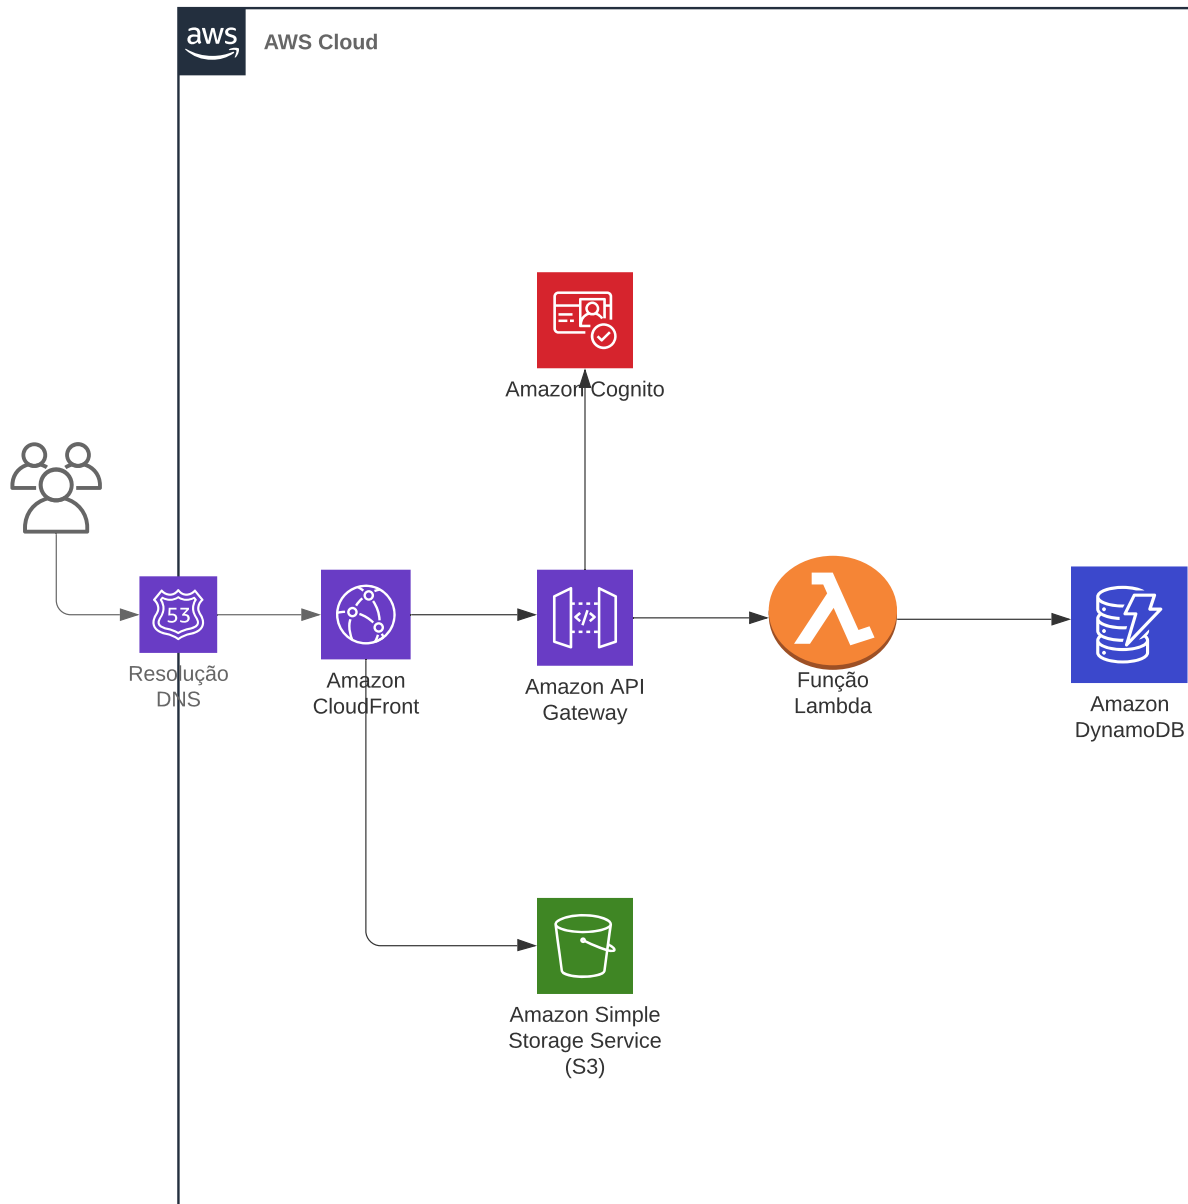 aws
AWS Cloud
Amazon Cognito
53
Resolução
DNS
Amazon
CloudFront
Amazon API
Gateway
Função
Lambda
Amazon
DynamoDB
Amazon Simple
Storage Service
(S3)